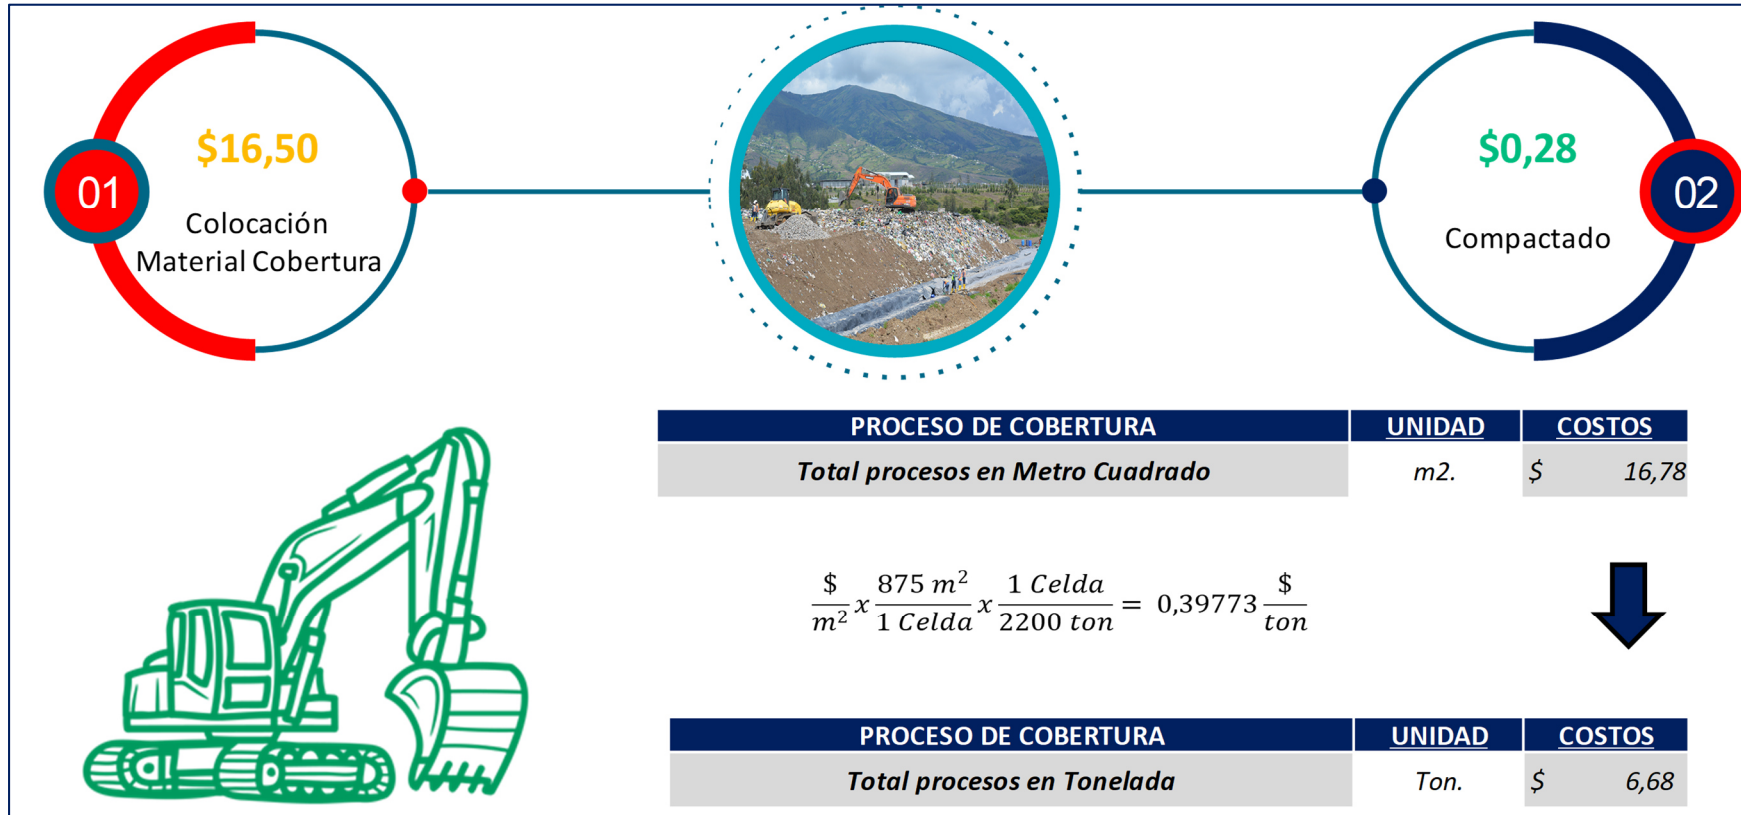 01
$16,50
Colocación
Material Cobertura
$0,28
Compactado
02
PROCESO DE COBERTURA UNIDAD COSTOS
Total procesos en Metro Cuadrado m2. $ 16,78
$/m² x 875 m²/1 Celda x 1 Celda/2200 ton = 0,39773 $/ton
PROCESO DE COBERTURA UNIDAD COSTOS
Total procesos en Tonelada Ton. $ 6,68